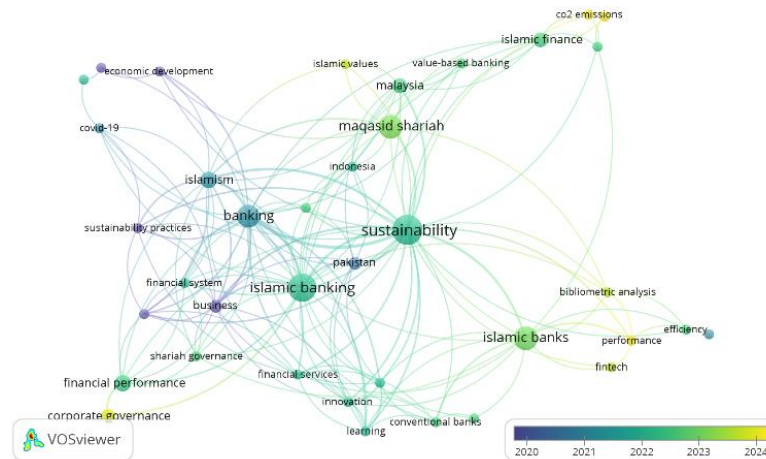 co2 emissions
islamic finance
islamic values
value-based banking
economic development
malaysia
covid-19
maqasid shariah
indonesia
islamism
banking
sustainability practices
sustainability
pakistan
financial system
islamic banking
bibliometric analysis
business
efficiency
islamic banks
performance
shariah governance
fintech
financial services
financial performance
innovation
corporate governance
conventional banks
learning
VOSviewer
2020 2021 2022 2023 2024